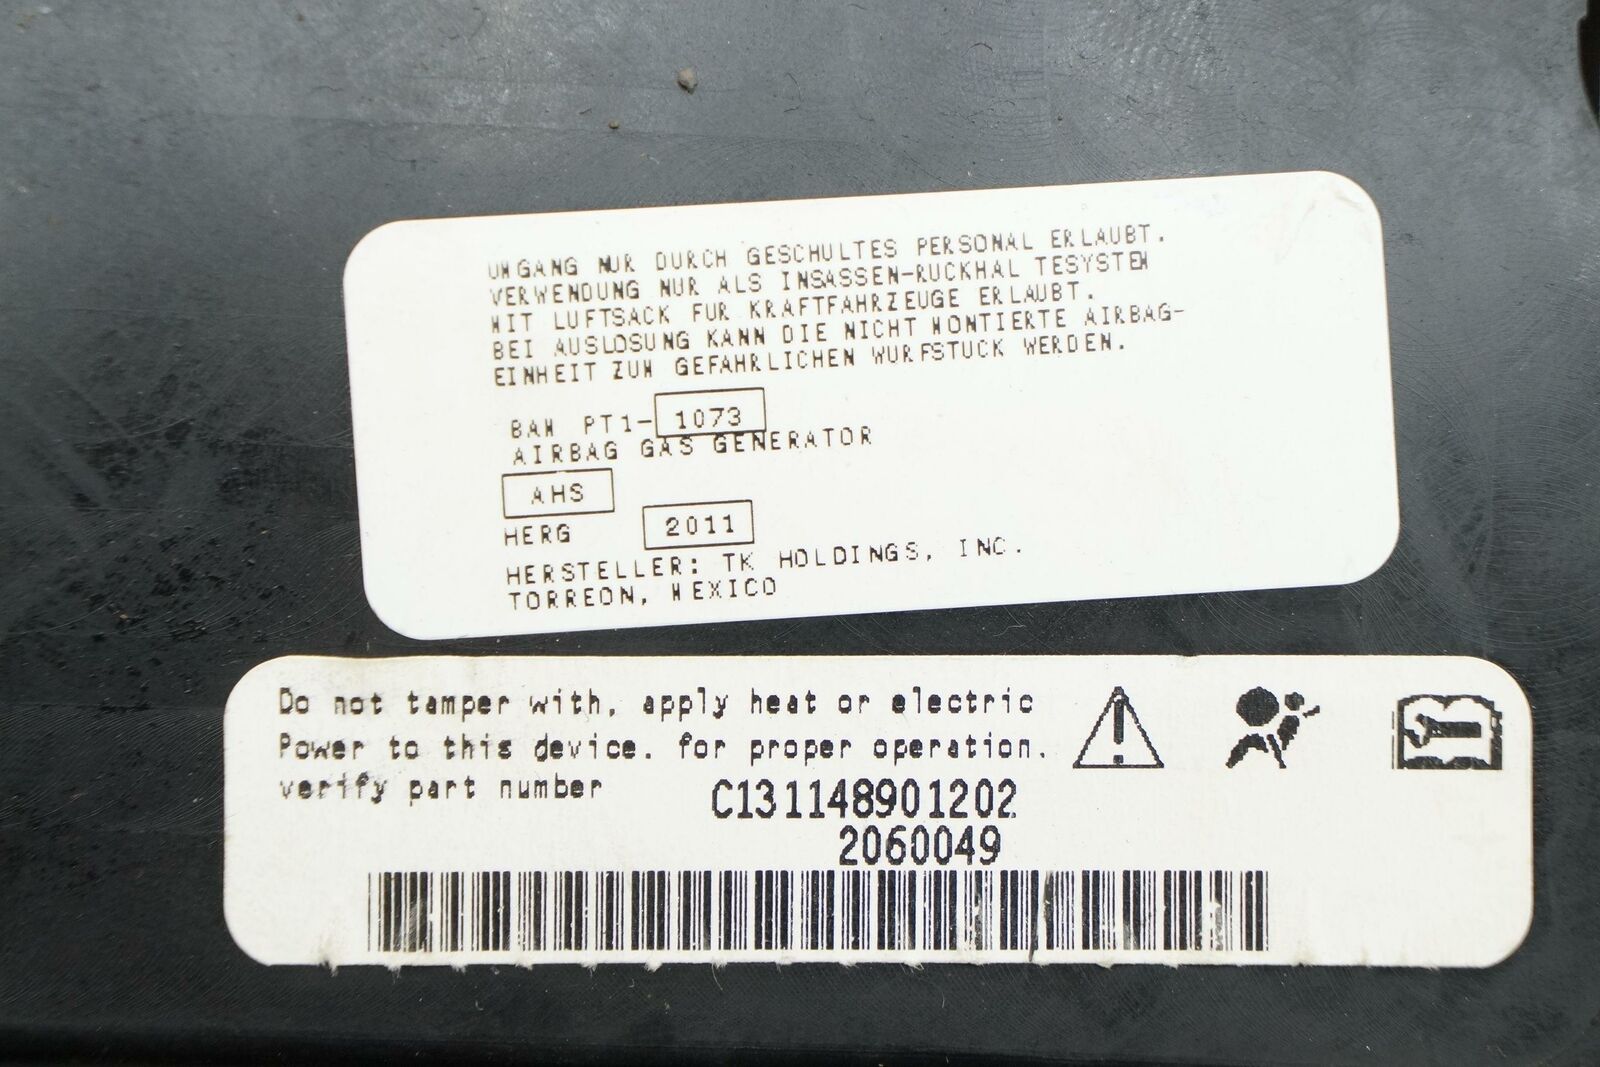 UMGANG NUR DURCH GESCHULTES PERSONAL ERLAUBT.
VERWENDUNG NUR ALS INSASSEN-RUCKHAL TESYSTEM
MIT LUFTSACK FUR KRAFTFAHRZEUGE ERLAUBT.
BEI AUSLOSUNG KANN DIE NICHT MONTIERTE AIRBAG-
EINHEIT ZUM GEFAHRLICHEN WURFSTUCK WERDEN.
BAM PT1-1073
AIRBAG GAS GENERATOR
AHS
HERG 2011
HERSTELLER: TK HOLDINGS, INC.
TORREON, MEXICO
Do not tamper with, apply heat or electric
Power to this device. for proper operation.
verify part number C131148901202
2060049